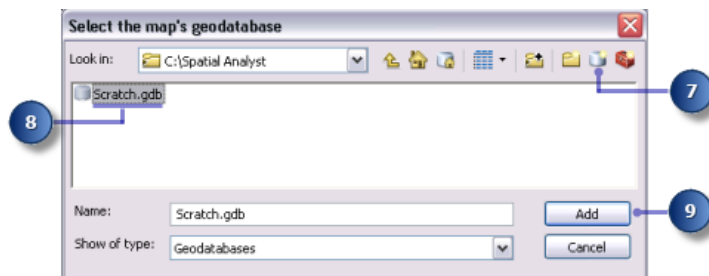 Select the map's geodatabase
Look in: C:\Spatial Analyst
7
Scratch.gdb
8
Name: Scratch.gdb Add
9
Show of type: Geodatabases Cancel